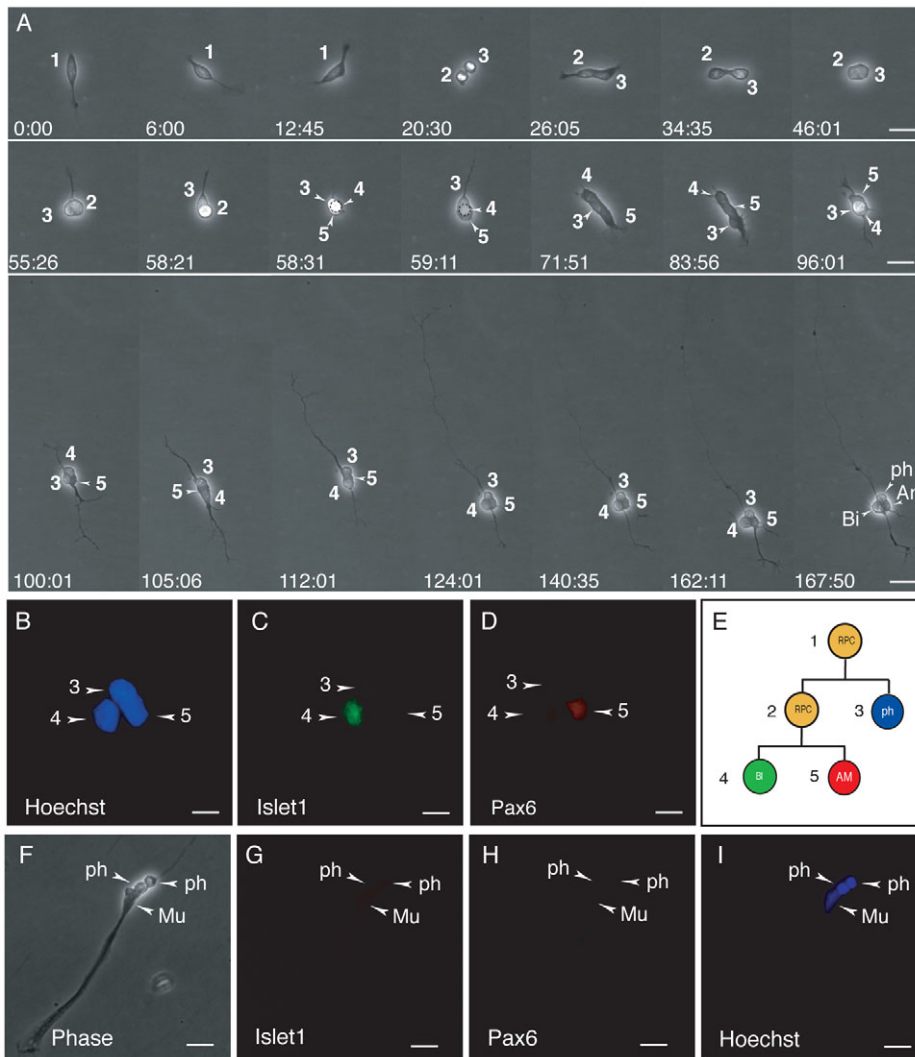 A
1 1 1 2 3 2 3 2 3 2 3
0:00 6:00 12:45 20:30 26:05 34:35 46:01
3 2 3 2 3 4 5 3 4 5 4 3 5 4 3 5 5 3 4
55:26 58:21 58:31 59:11 71:51 83:56 96:01
4 3 5 3 5 4 3 5 4 3 4 5 3 4 5 3 4 5 ph Ar Bi
100:01 105:06 112:01 124:01 140:35 162:11 167:50
B
3
4 5
Hoechst
C
3
4 5
Islet1
D
3
4 5
Pax6
E
1 RPC
2 RPC 3 ph
4 BI 5 AM
F
ph ph
Mu
Phase
G
ph ph
Mu
Islet1
H
ph ph
Mu
Pax6
I
ph ph
Mu
Hoechst